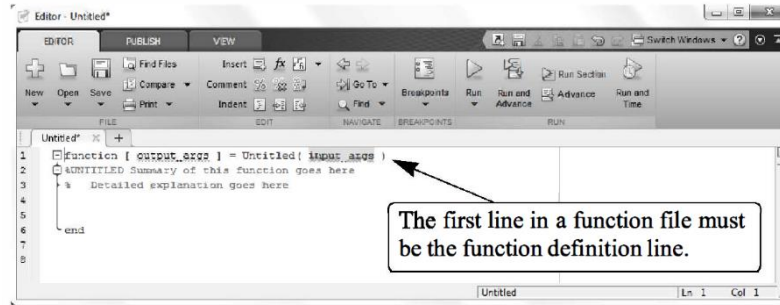 Editor - Untitled*
EDITOR PUBLISH VIEW
Switch Windows
New Open Save
Find Files
Compare
Print
Insert fx
Comment
Indent
Go To
Find
Breakpoints
Run
Run and Advance
Run Section
Advance
Run and Time
FILE EDIT NAVIGATE BREAKPOINTS RUN
Untitled* × +
1 function [ output_args ] = Untitled( input_args )
2 %UNTITLED Summary of this function goes here
3 % Detailed explanation goes here
4
5
6 end
7
8
The first line in a function file must
be the function definition line.
Untitled Ln 1 Col 1